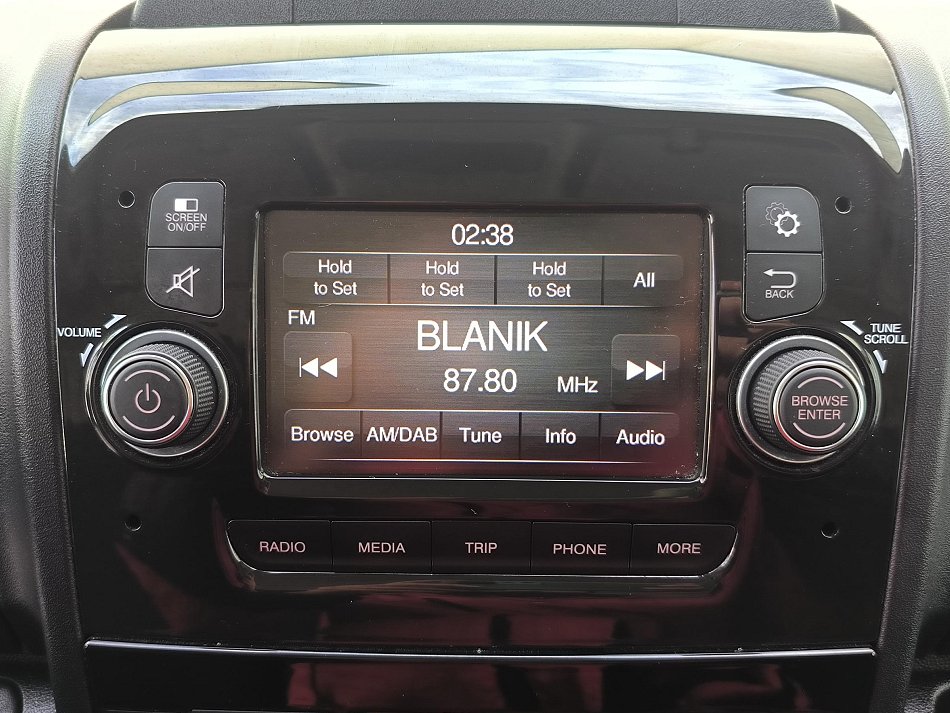 02:38
SCREEN
ON/OFF
Hold
to Set
Hold
to Set
Hold
to Set
All
BACK
FM
VOLUME
BLANIK
87.80 MHz
TUNE
SCROLL
BROWSE
ENTER
Browse AM/DAB Tune Info Audio
RADIO MEDIA TRIP PHONE MORE